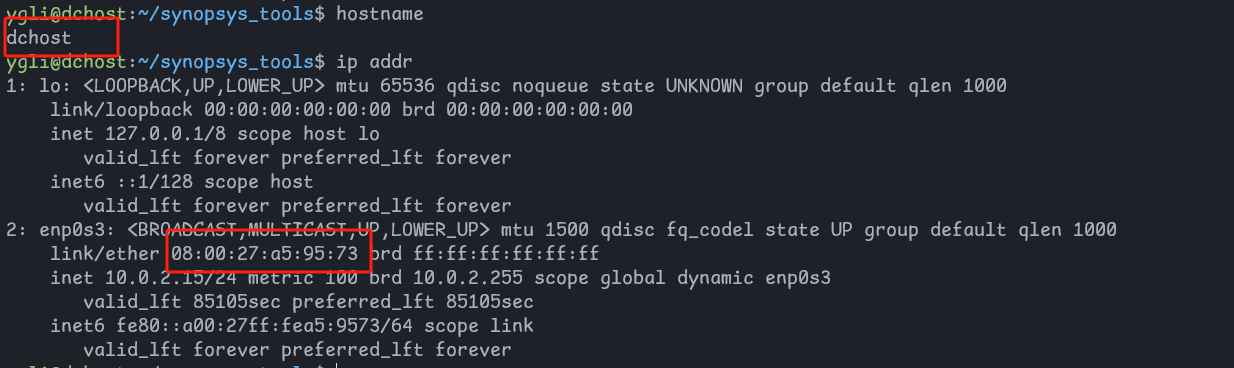 ygli@dchost:~/synopsys_tools$ hostname
dchost
ygli@dchost:~/synopsys_tools$ ip addr
1: lo: <LOOPBACK,UP,LOWER_UP> mtu 65536 qdisc noqueue state UNKNOWN group default qlen 1000
    link/loopback 00:00:00:00:00:00 brd 00:00:00:00:00:00
    inet 127.0.0.1/8 scope host lo
       valid_lft forever preferred_lft forever
    inet6 ::1/128 scope host
       valid_lft forever preferred_lft forever
2: enp0s3: <BROADCAST,MULTICAST,UP,LOWER_UP> mtu 1500 qdisc fq_codel state UP group default qlen 1000
    link/ether 08:00:27:a5:95:73 brd ff:ff:ff:ff:ff:ff
    inet 10.0.2.15/24 metric 100 brd 10.0.2.255 scope global dynamic enp0s3
       valid_lft 85105sec preferred_lft 85105sec
    inet6 fe80::a00:27ff:fea5:9573/64 scope link
       valid_lft forever preferred_lft forever